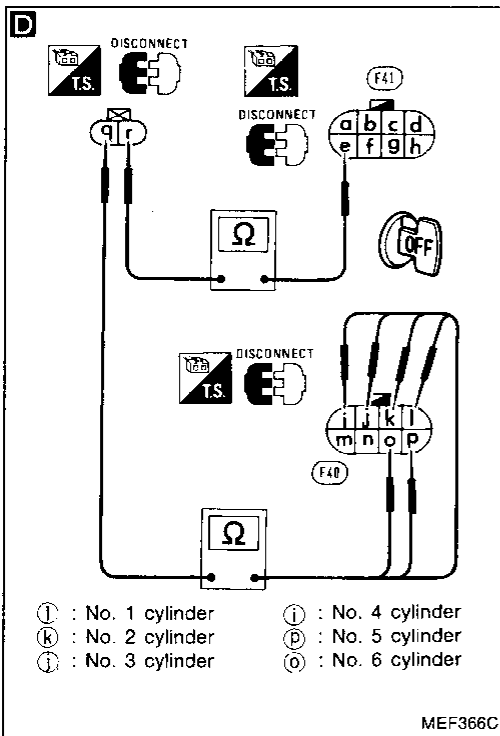 D
DISCONNECT
T.S.
T.S.
F41
DISCONNECT
q r
a b c d
e f g h
Ω
OFF
DISCONNECT
T.S.
i j k l
m n o p
F40
Ω
l : No. 1 cylinder
k : No. 2 cylinder
j : No. 3 cylinder
i : No. 4 cylinder
p : No. 5 cylinder
o : No. 6 cylinder
MEF366C